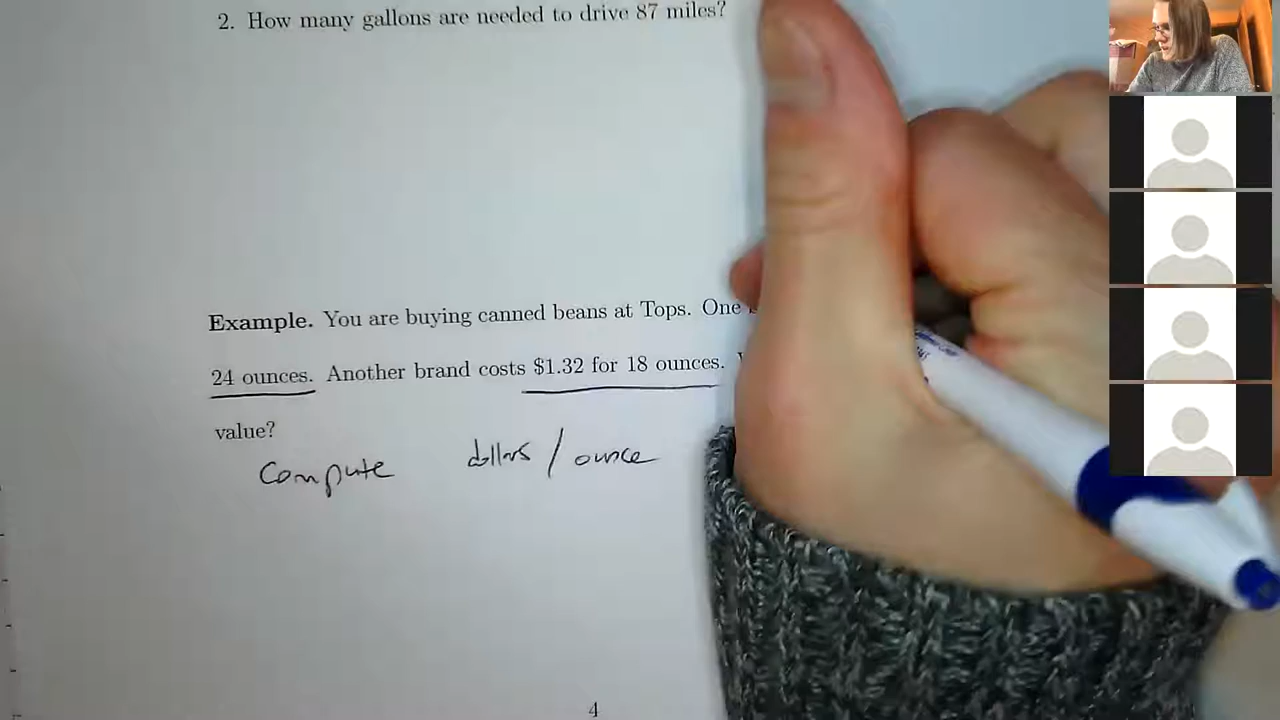 2. How many gallons are needed to drive 87 miles?
Example. You are buying canned beans at Tops. One
24 ounces. Another brand costs $1.32 for 18 ounces.
value?
Compute dollars / ounce
4